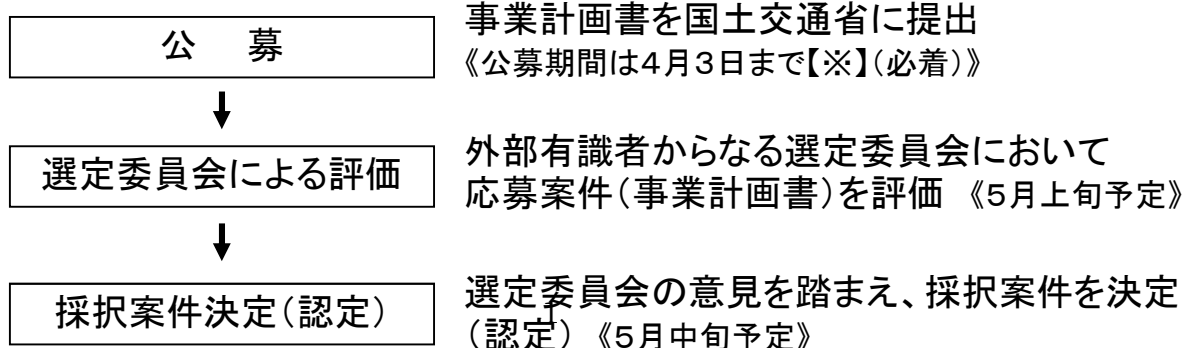 公　募
事業計画書を国土交通省に提出
《公募期間は４月３日まで【※】（必着）》
選定委員会による評価
外部有識者からなる選定委員会において
応募案件（事業計画書）を評価 《５月上旬予定》
採択案件決定（認定）
選定委員会の意見を踏まえ、採択案件を決定
（認定） 《５月中旬予定》
1